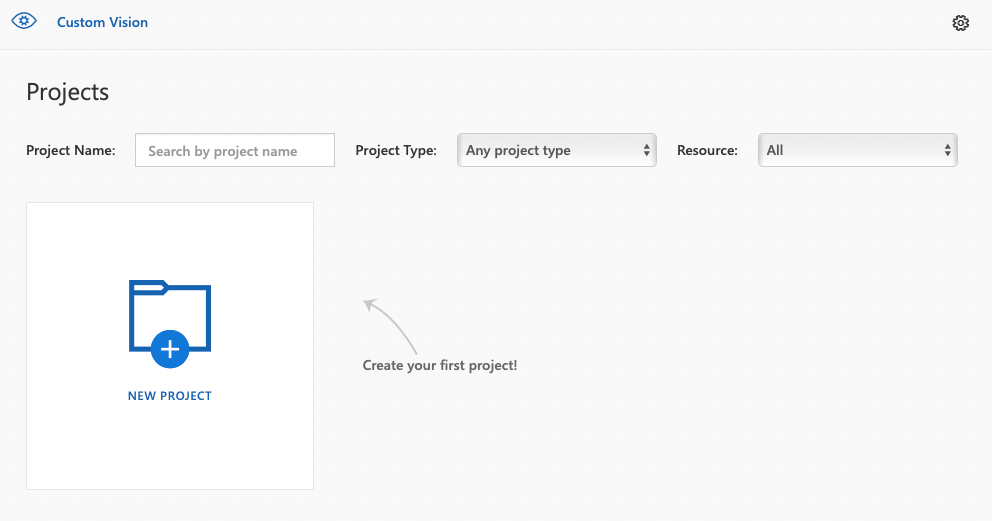 Custom Vision
Projects
Project Name: Search by project name Project Type: Any project type Resource: All
NEW PROJECT
Create your first project!